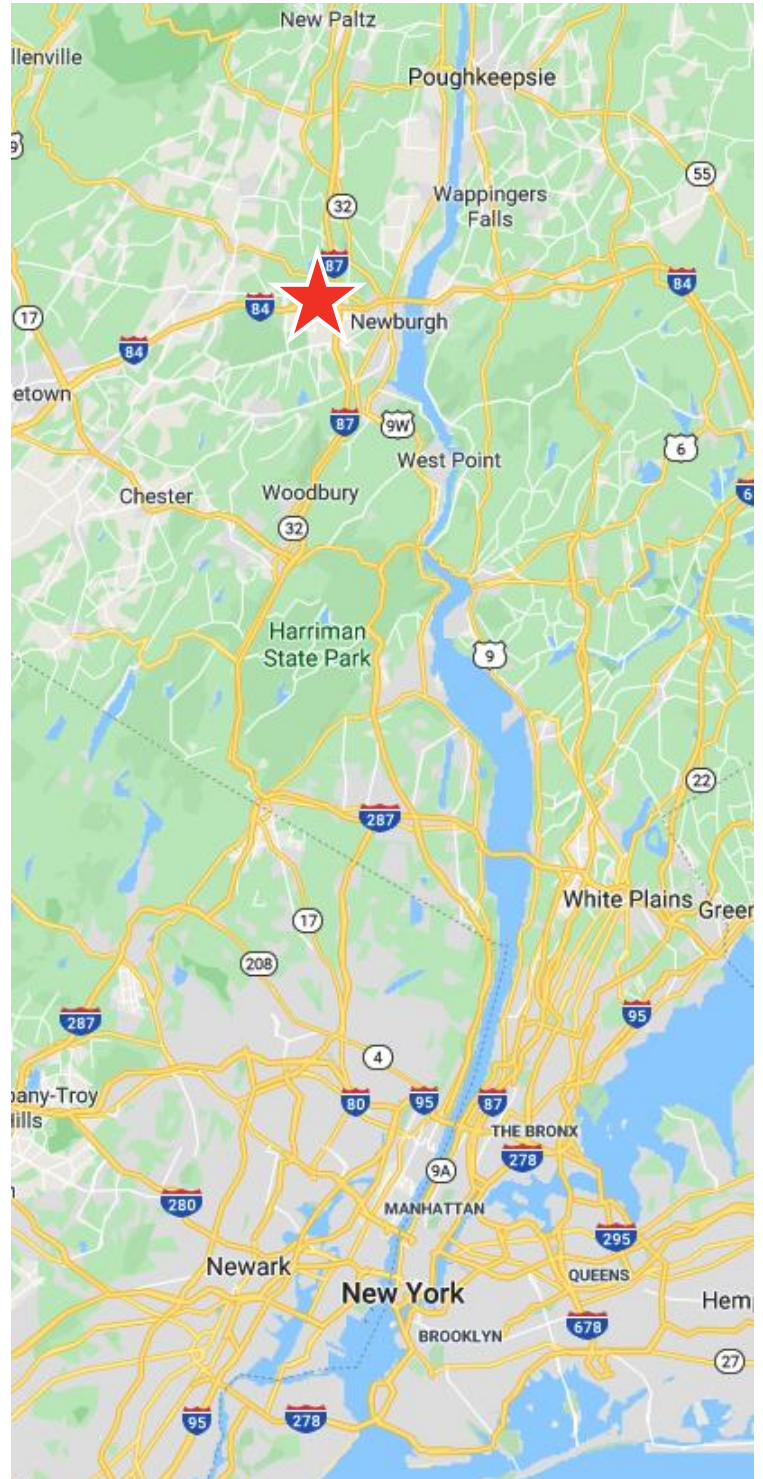 New Paltz
llenville
Poughkeepsie
9
55
Wappingers
Falls
32
87
84
84
17
Newburgh
84
etown
87
9W
6
West Point
Chester
Woodbury
6
32
Harriman
State Park
9
22
287
White Plains
Green
17
208
287
95
4
pany-Troy
Hills
80
95
87
THE BRONX
278
9A
280
MANHATTAN
295
Newark
QUEENS
New York
Hemp
678
BROOKLYN
27
95
278